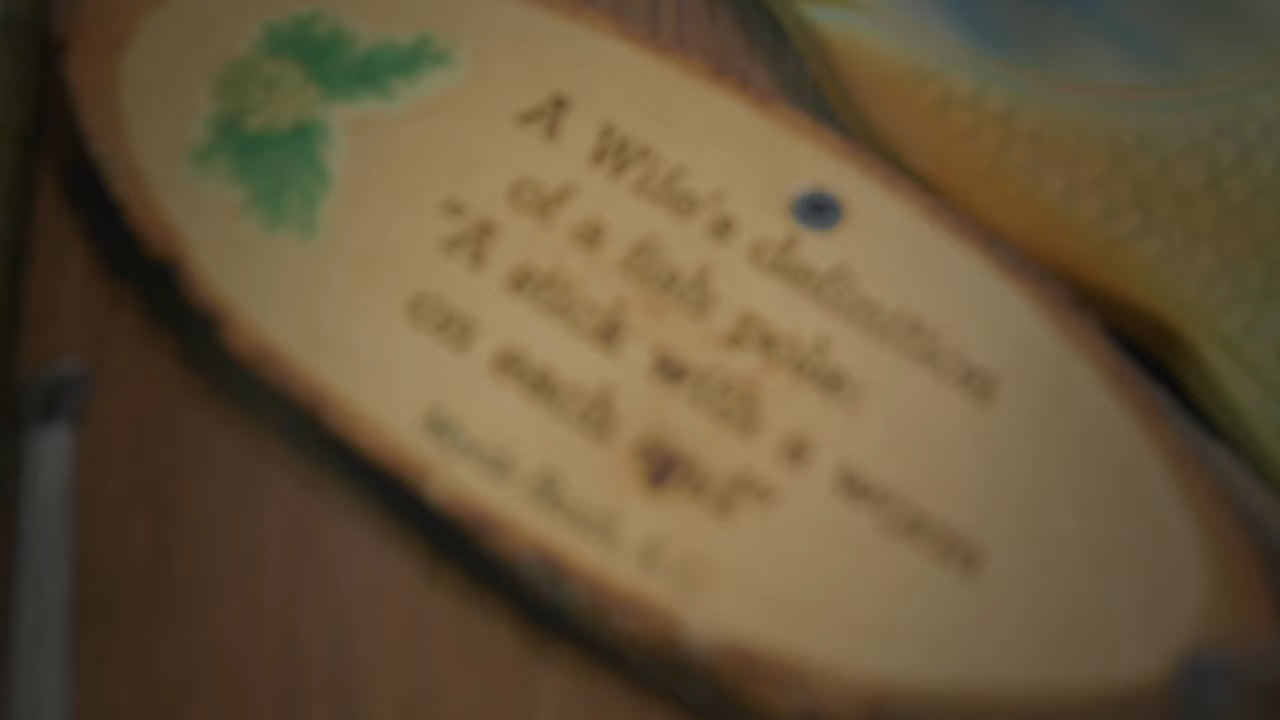 A Wife's definition
of a fish pole:
"A stick with a worm
on each end"